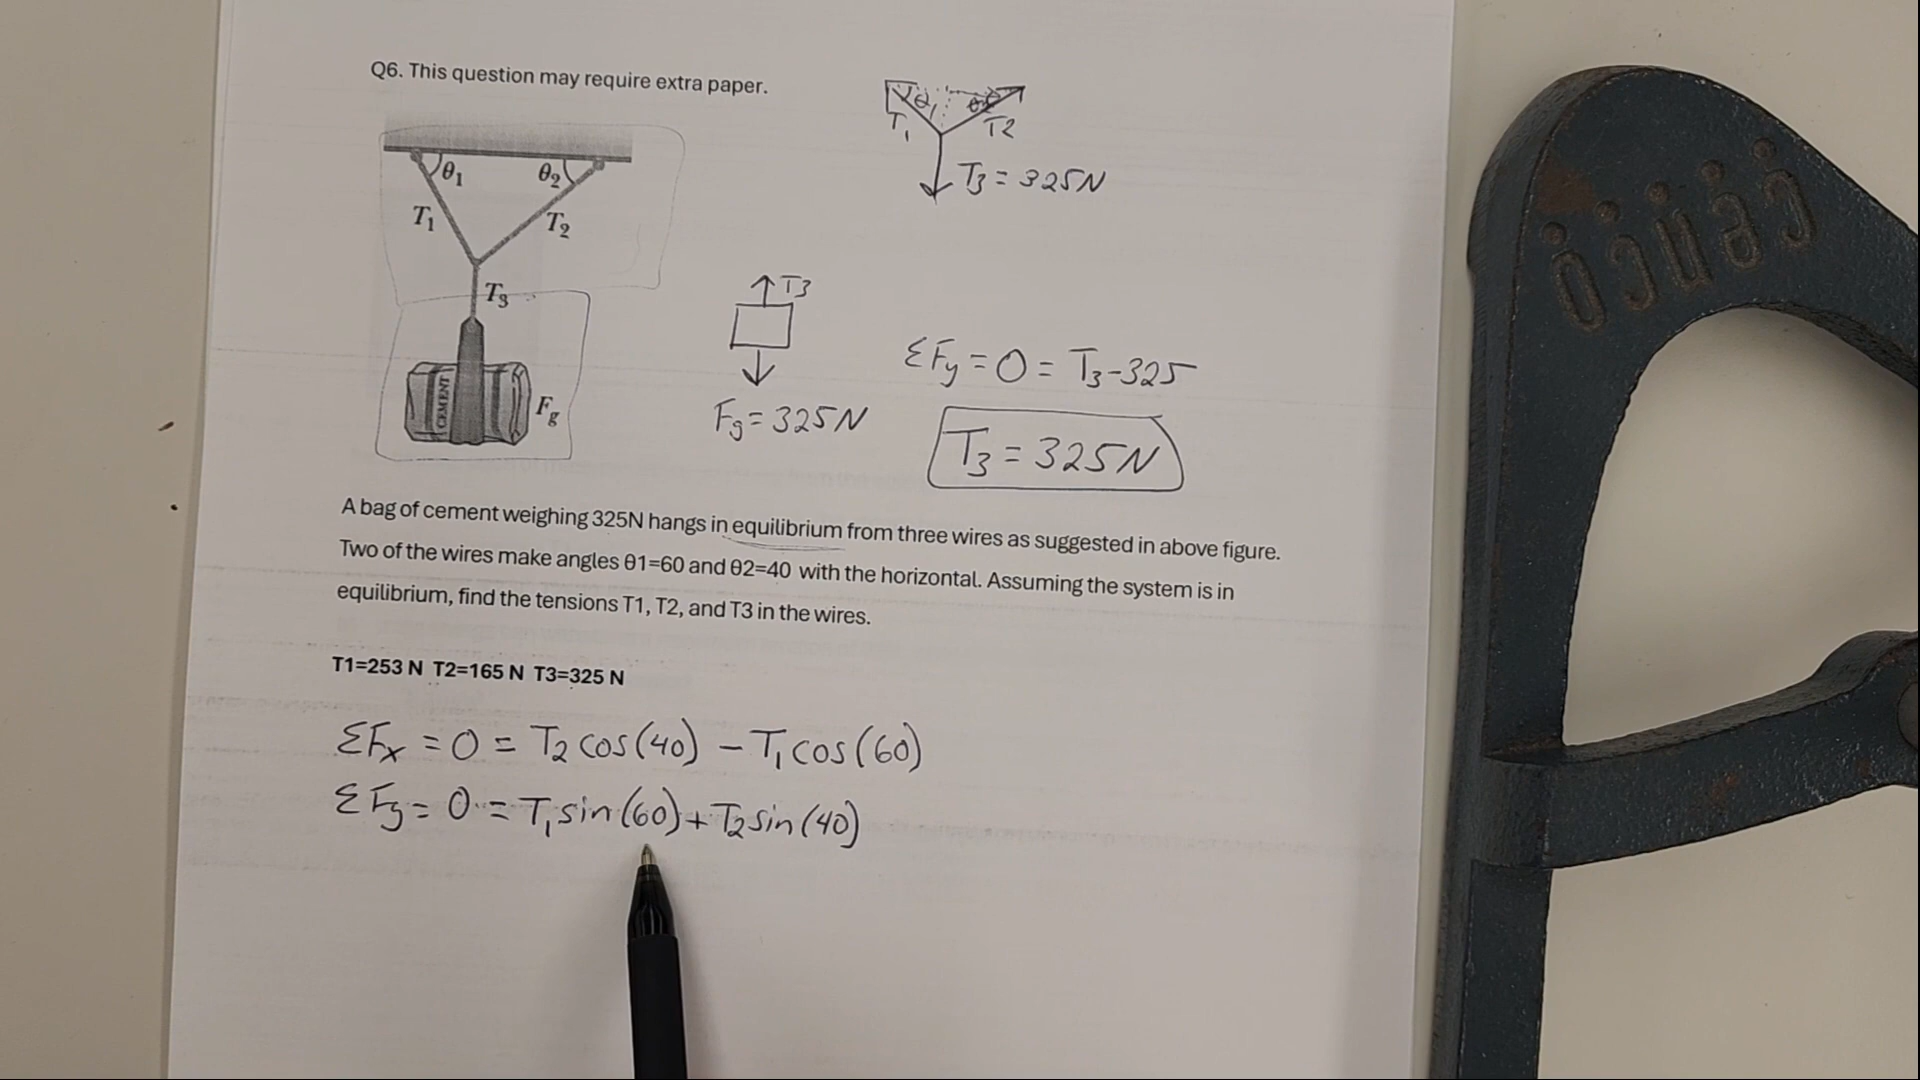 Q6. This question may require extra paper.
θ1 θ2
T1 T2
T3 = 325N
θ1 θ2
T1 T2
T3
CEMENT
Fg
T3
Fg = 325N
ΣFy = 0 = T3-325
T3 = 325N
A bag of cement weighing 325N hangs in equilibrium from three wires as suggested in above figure.
Two of the wires make angles θ1=60 and θ2=40 with the horizontal. Assuming the system is in
equilibrium, find the tensions T1, T2, and T3 in the wires.
T1=253 N T2=165 N T3=325 N
ΣFx = 0 = T2 cos(40) - T1 cos(60)
ΣFy = 0 = T1 sin(60) + T2 sin(40)